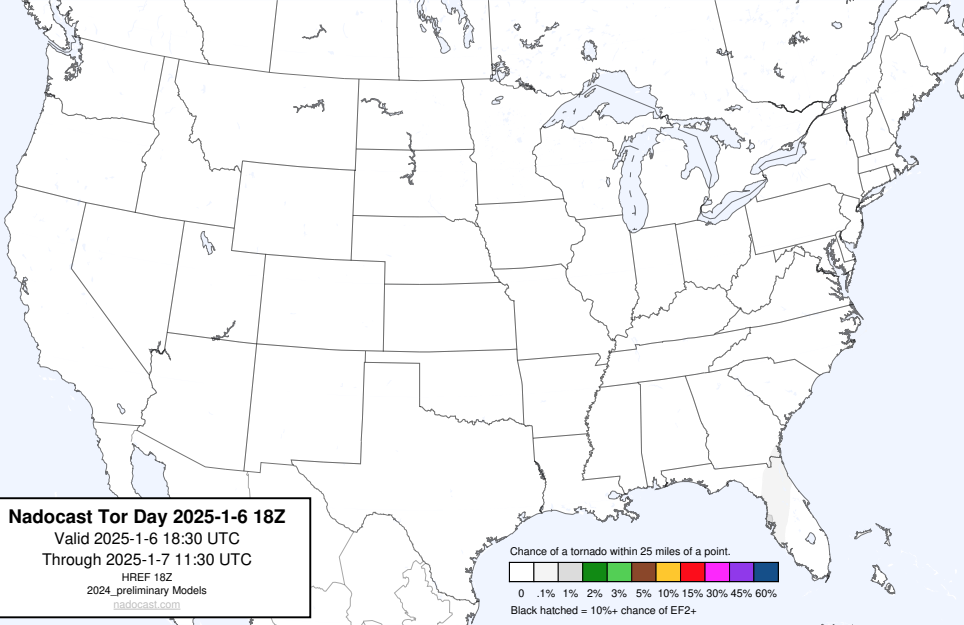 Nadocast Tor Day 2025-1-6 18Z
Valid 2025-1-6 18:30 UTC
Through 2025-1-7 11:30 UTC
HREF 18Z
2024_preliminary Models
nadocast.com
Chance of a tornado within 25 miles of a point.
0 .1% 1% 2% 3% 5% 10% 15% 30% 45% 60%
Black hatched = 10%+ chance of EF2+